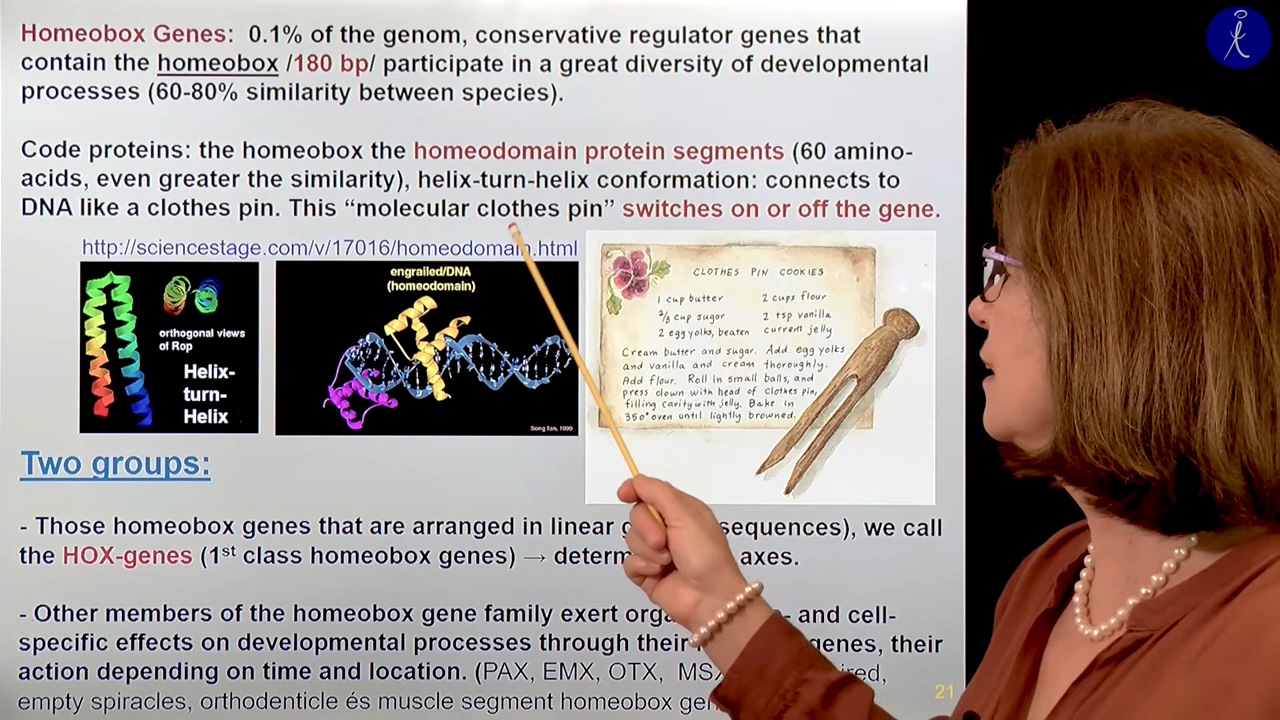 Homeobox Genes: 0.1% of the genom, conservative regulator genes that
contain the homeobox /180 bp/ participate in a great diversity of developmental
processes (60-80% similarity between species).
Code proteins: the homeobox the homeodomain protein segments (60 amino-
acids, even greater the similarity), helix-turn-helix conformation: connects to
DNA like a clothes pin. This “molecular clothes pin” switches on or off the gene.
http://sciencestage.com/v/17016/homeodomain.html
orthogonal views
of Rop
Helix-
turn-
Helix
engrailed/DNA
(homeodomain)
Song Tan, 1999
CLOTHES PIN COOKIES
1 cup butter 2 cups flour
2/3 cup sugar 2 tsp vanilla
2 egg yolks, beaten current jelly
Cream butter and sugar. Add egg yolks
and vanilla and cream thoroughly.
Add flour. Roll in small balls, and
press down with head of clothes pin,
filling cavity with jelly. Bake in
350° oven until lightly browned.
Two groups:
- Those homeobox genes that are arranged in linear sequences), we call
the HOX-genes (1st class homeobox genes) → axes.
- Other members of the homeobox gene family exert - and cell-
specific effects on developmental processes through their genes, their
action depending on time and location. (PAX, EMX, OTX,
empty spiracles, orthodenticle és muscle segment homeobox
21